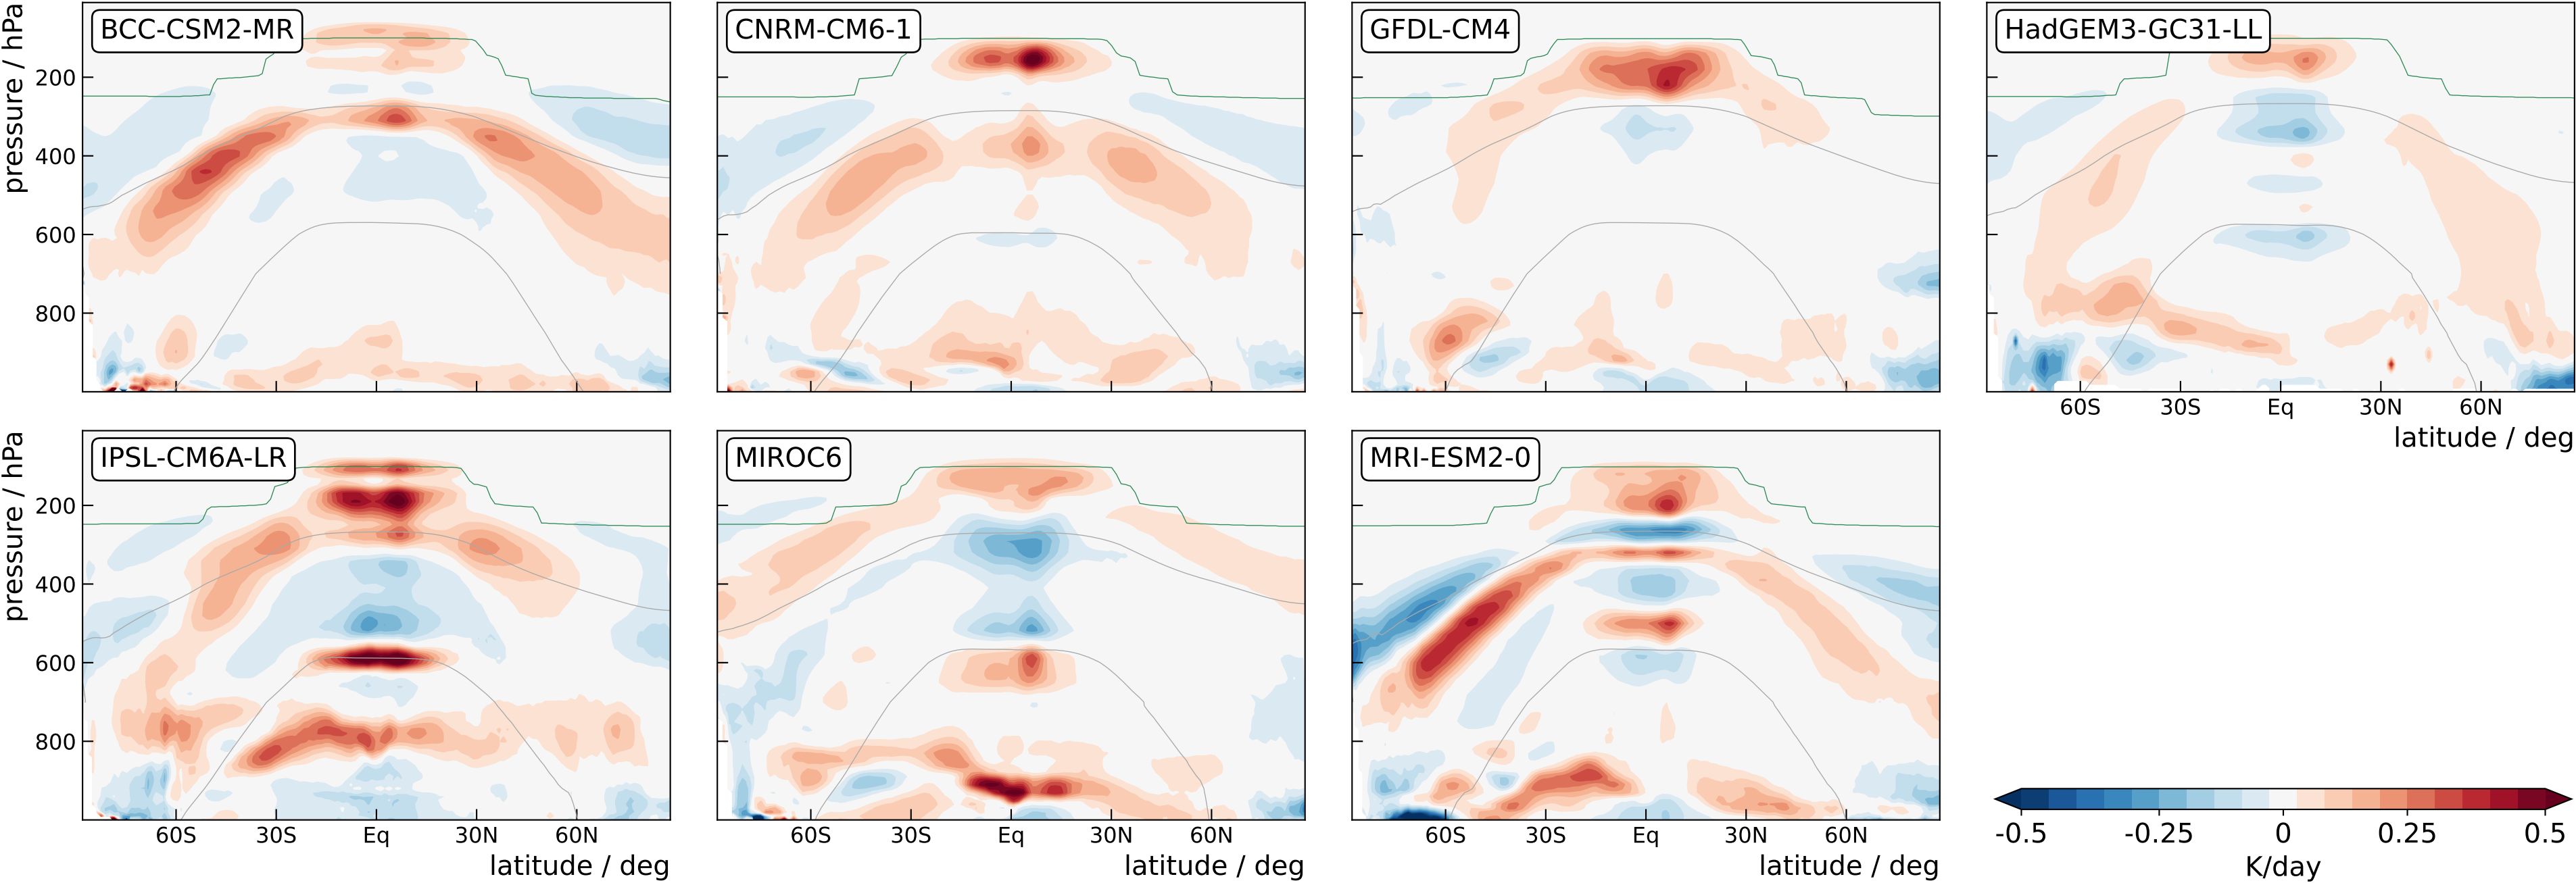 BCC-CSM2-MR
CNRM-CM6-1
GFDL-CM4
HadGEM3-GC31-LL
pressure / hPa
200
400
600
800
60S 30S Eq 30N 60N
latitude / deg
IPSL-CM6A-LR
MIROC6
MRI-ESM2-0
pressure / hPa
200
400
600
800
60S 30S Eq 30N 60N
latitude / deg
60S 30S Eq 30N 60N
latitude / deg
60S 30S Eq 30N 60N
latitude / deg
-0.5 -0.25 0 0.25 0.5
K/day